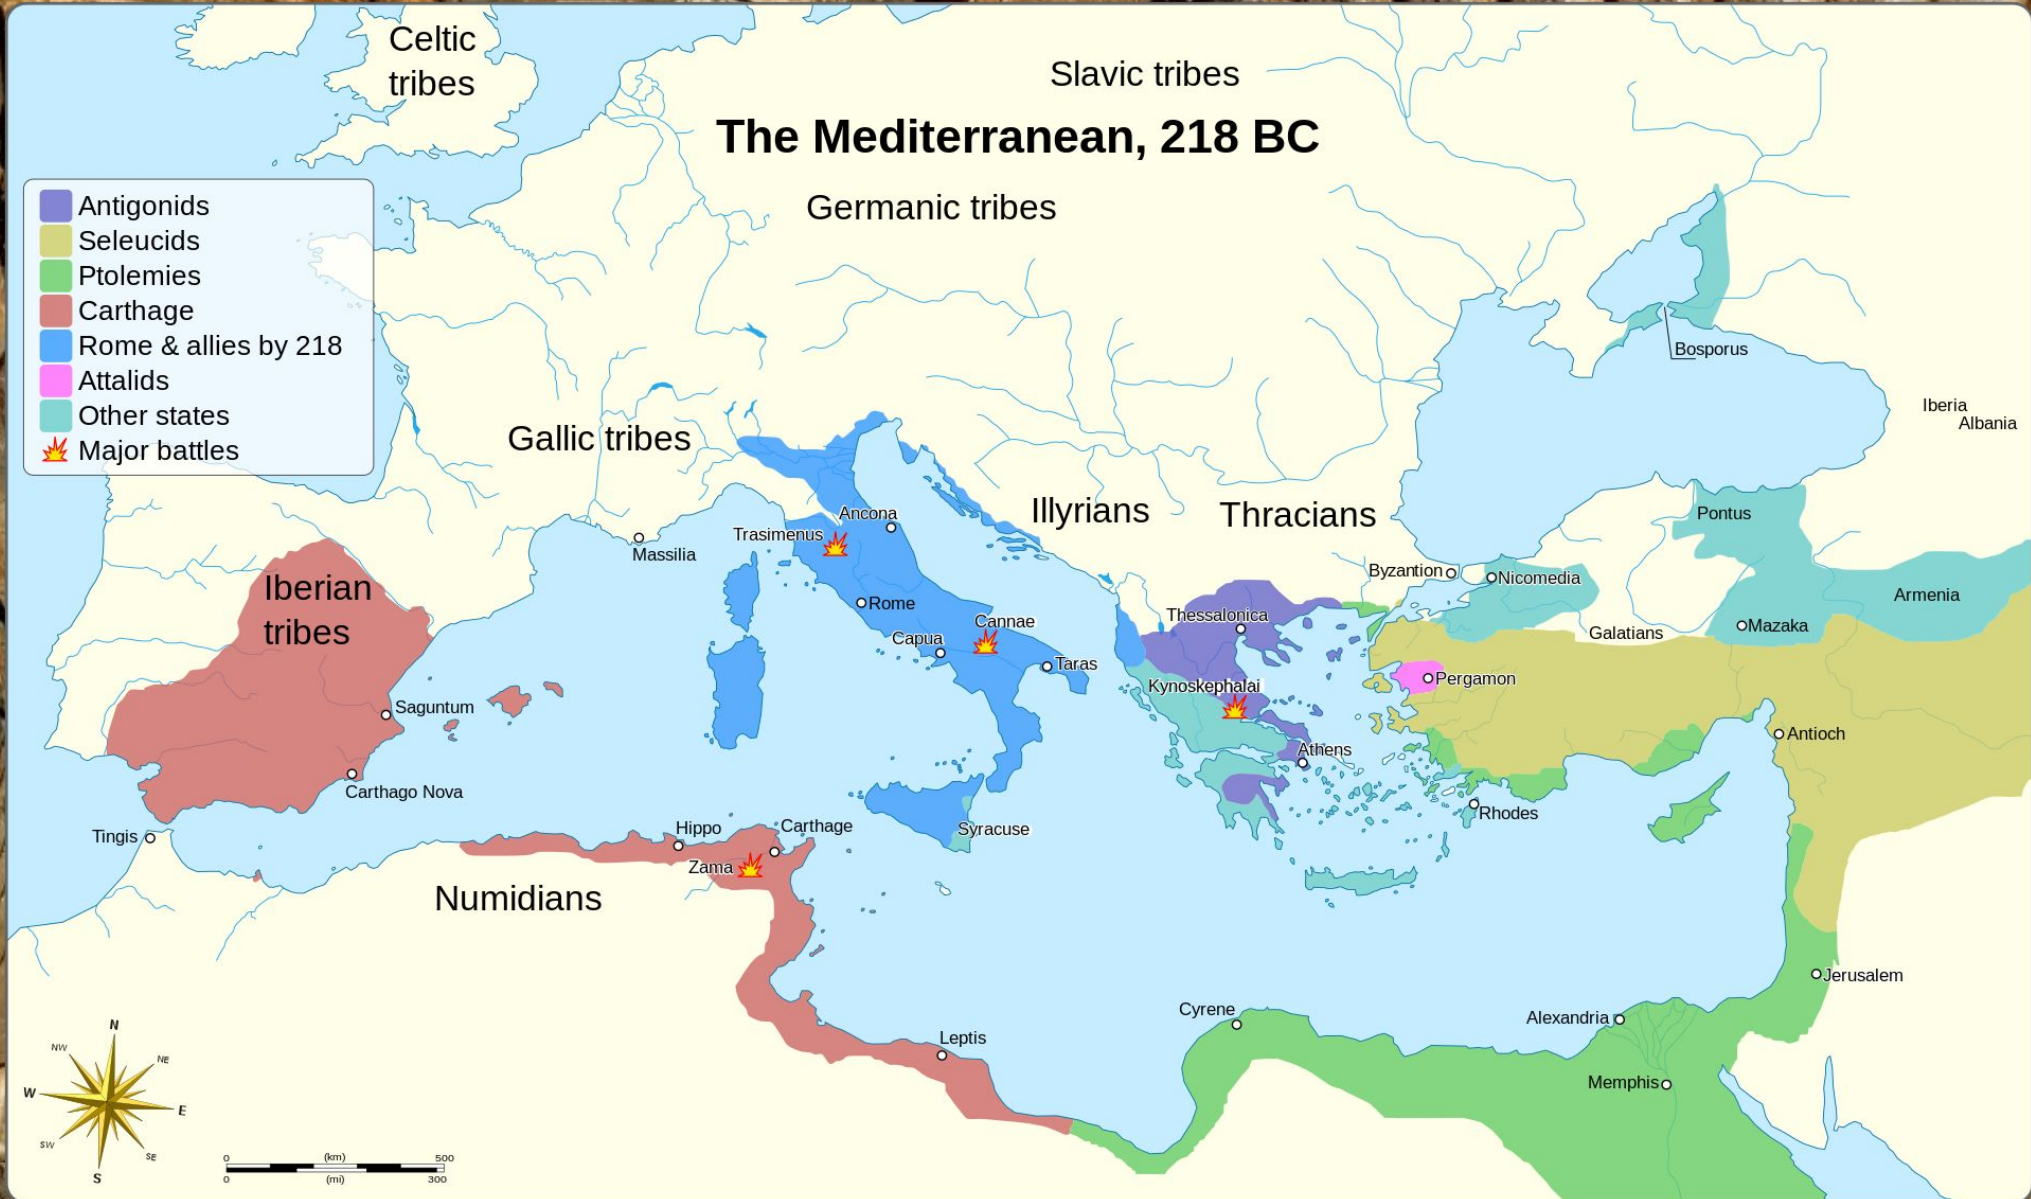 Celtic
tribes
Slavic tribes
The Mediterranean, 218 BC
Germanic tribes
Antigonids
Seleucids
Ptolemies
Carthage
Rome & allies by 218
Attalids
Other states
Major battles
Bosporus
Iberia
Albania
Gallic tribes
Illyrians
Thracians
Pontus
Ancona
Trasimenus
Massilia
Byzantion
Nicomedia
Iberian
tribes
Rome
Armenia
Thessalonica
Cannae
Capua
Galatians
Mazaka
Taras
Kynoskephalai
Pergamon
Saguntum
Antioch
Athens
Carthago Nova
Rhodes
Tingis
Hippo
Carthage
Syracuse
Zama
Numidians
Jerusalem
Cyrene
Alexandria
Leptis
Memphis
N
NW
NE
W
E
SW
SE
S
0 (km) 500
0 (mi) 300